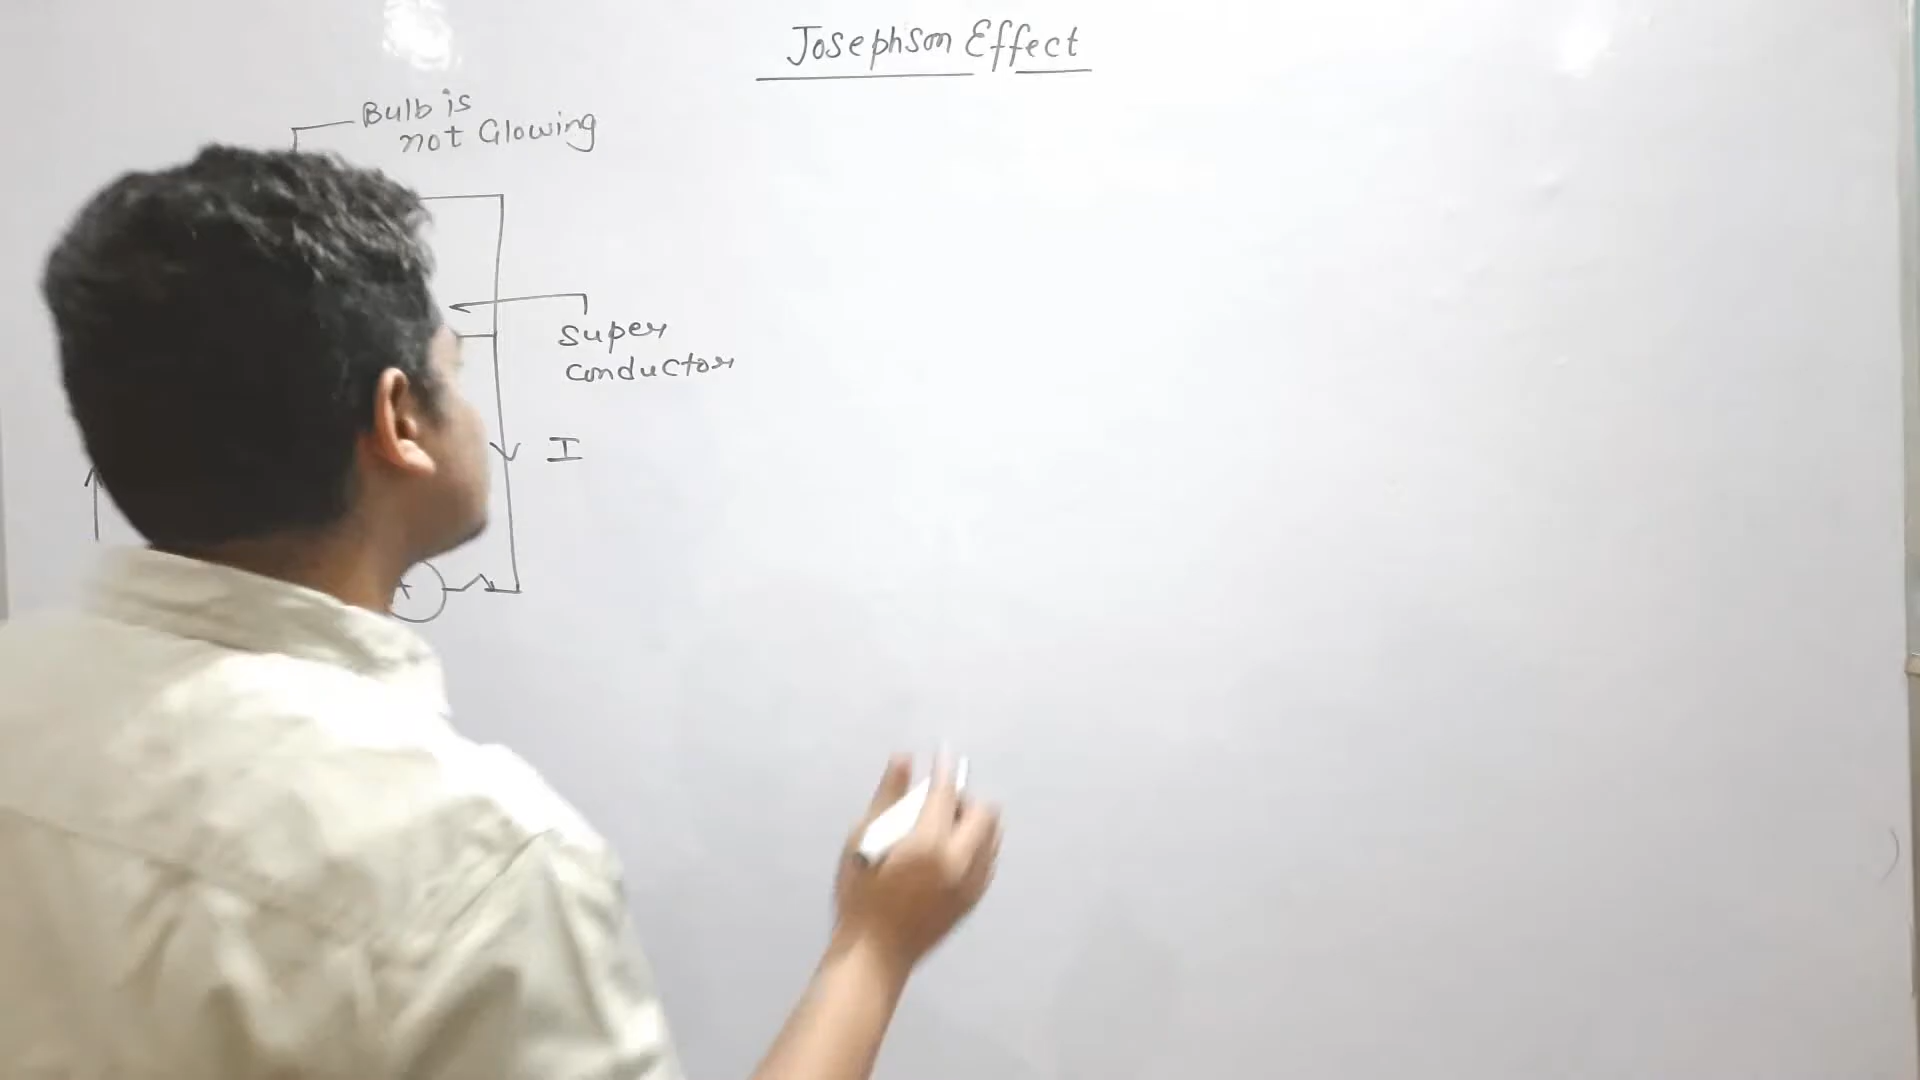 Josephson Effect
Bulb is
not Glowing
Super
conductor
I
+